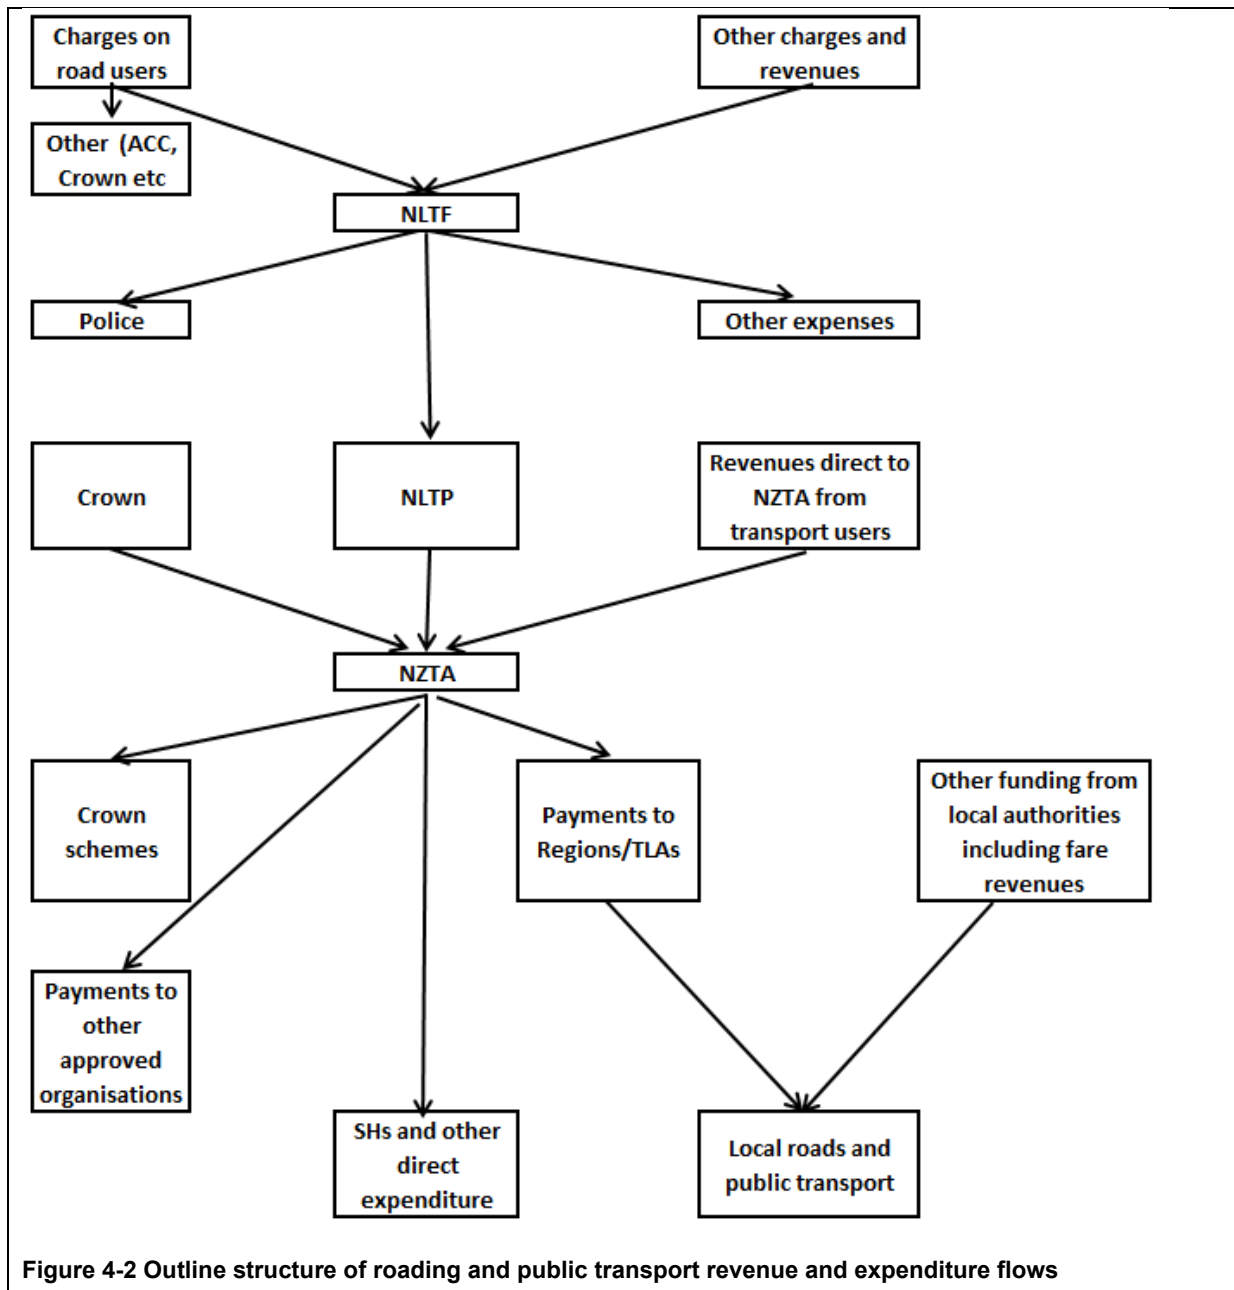 Charges on
road users
Other charges and
revenues
Other (ACC,
Crown etc
NLTF
Police
Other expenses
Crown
NLTP
Revenues direct to
NZTA from
transport users
NZTA
Crown
schemes
Payments to
Regions/TLAs
Other funding from
local authorities
including fare
revenues
Payments to
other
approved
organisations
SHs and other
direct
expenditure
Local roads and
public transport
Figure 4-2 Outline structure of roading and public transport revenue and expenditure flows